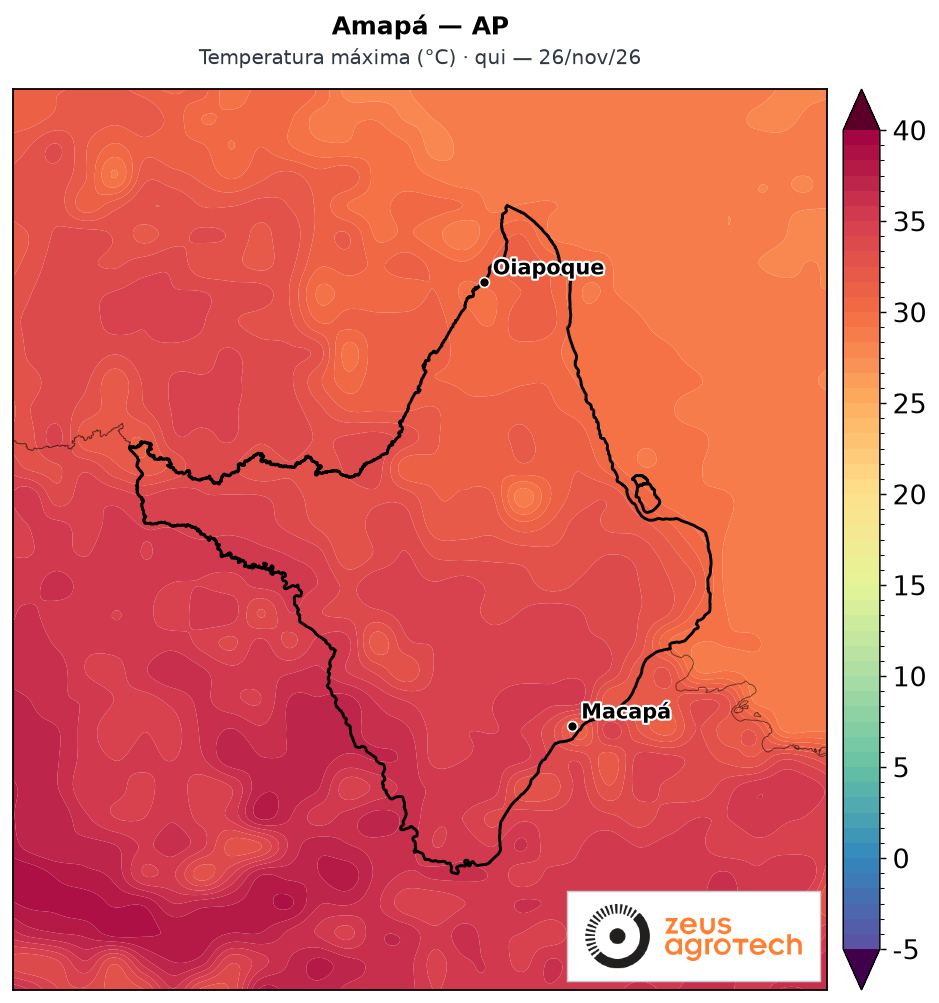 Amapá — AP
Temperatura máxima (°C) · qui — 26/nov/26
40
35
30
25
20
15
10
5
0
-5
Oiapoque
Macapá
zeus
agrotech